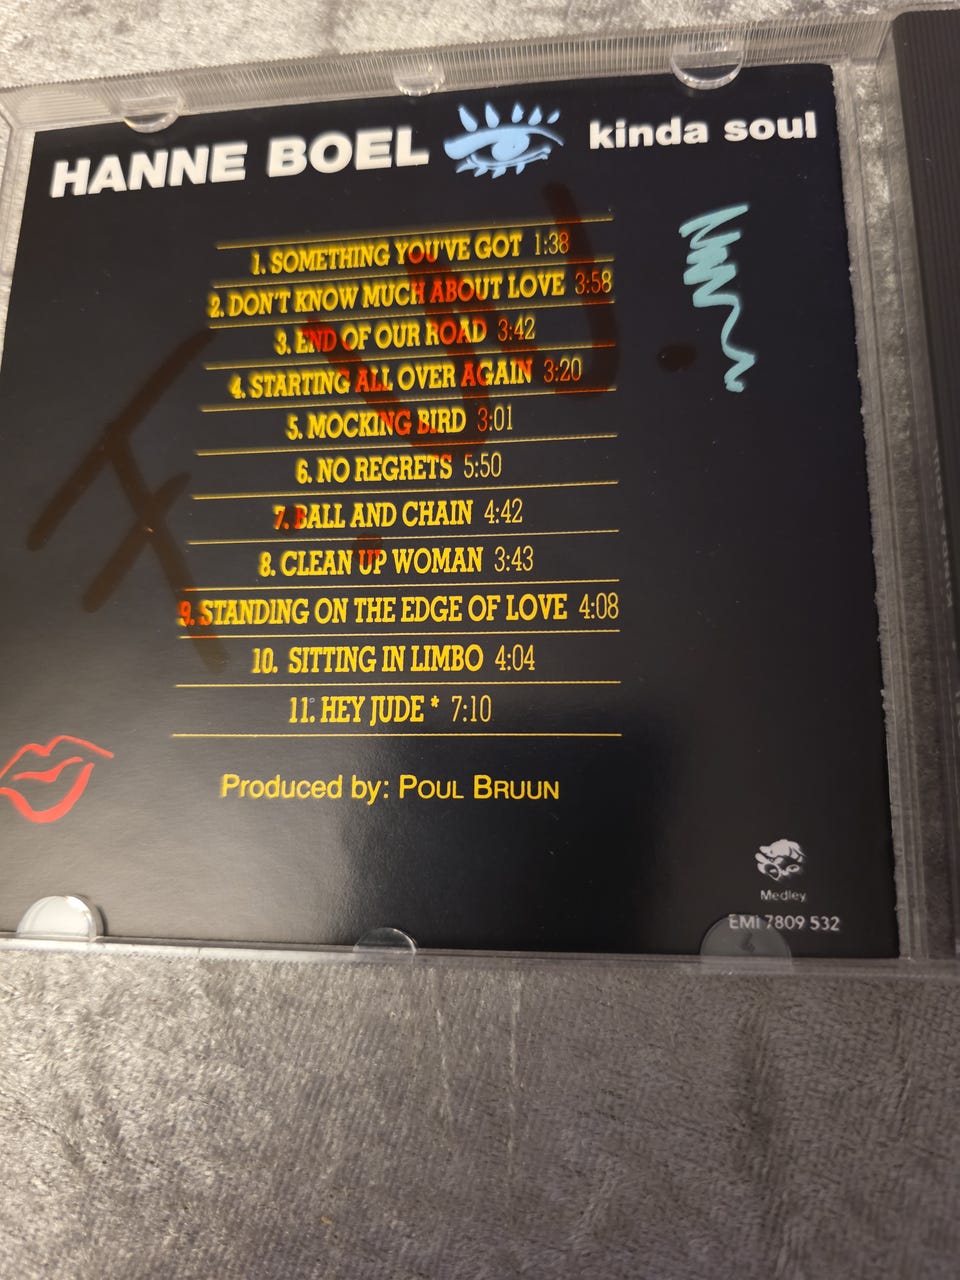 HANNE BOEL kinda soul
1. SOMETHING YOU'VE GOT 1:38
2. DON'T KNOW MUCH ABOUT LOVE 3:58
3. END OF OUR ROAD 3:42
4. STARTING ALL OVER AGAIN 3:20
5. MOCKING BIRD 3:01
6. NO REGRETS 5:50
7. BALL AND CHAIN 4:42
8. CLEAN UP WOMAN 3:43
9. STANDING ON THE EDGE OF LOVE 4:08
10. SITTING IN LIMBO 4:04
11. HEY JUDE * 7:10
Produced by: POUL BRUUN
Medley
EMI 7809 532